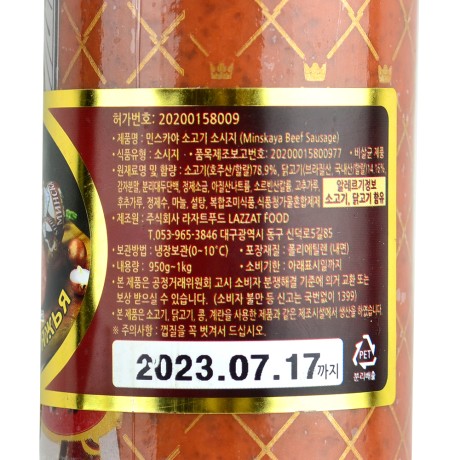 허가번호: 20200158009
•제품명 : 민스카야 소고기 소시지 (Minskaya Beef Sausage)
•식품유형 : 소시지 •품목제조보고번호: 2020001580097​7 •비살균 제품
•원재료명 및 함량 : 소고기(호주산/할랄)78.9%, 닭고기(브라질산, 국내산/할랄)14.16%,
감자분말, 분리대두단백, 정제소금, 아질산나트륨, 소르빈산칼륨, 고추가루,
후추가루, 정제수, 마늘, 설탕, 복합조미식품, 식품첨가물혼합제제
알레르기정보
소고기, 닭고기 함유
•제조원 : 주식회사 라자트푸드 LAZZAT FOOD
T.053-965-3846 대구광역시 동구 신덕로5길85
•보관방법 : 냉장보관(0~10℃) •포장재질 : 폴리에틸렌 (내면)
•내용량 : 950g~1kg •소비기한 : 아래표시일까지
•본 제품은 공정거래위원회 고시 소비자 분쟁해결 기준에 의거 교환 또는
보상 받으실 수 있습니다. (소비자 불만 등 신고는 국번없이 1399)
•본 제품은 소고기, 닭고기, 콩, 계란을 사용한 제품과 같은 제조시설에서 생산을 하였습니다.
※ 주의사항 : 껍질을 꼭 벗겨서 드십시오.
2023.07.17까지
PET
분리배출